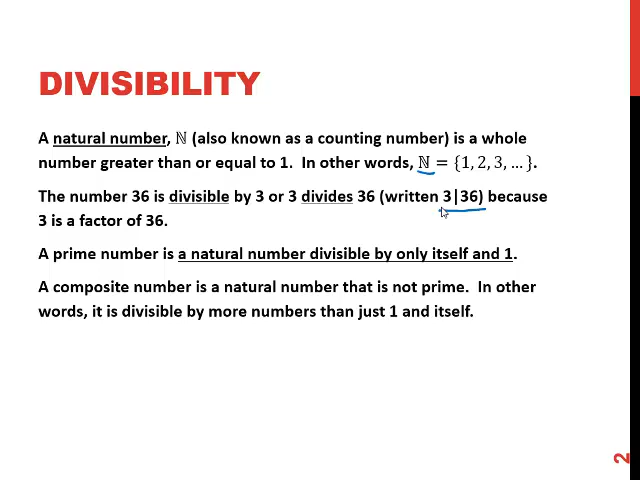 DIVISIBILITY
A natural number, ℕ (also known as a counting number) is a whole
number greater than or equal to 1.  In other words, ℕ = {1, 2, 3, …}.
The number 36 is divisible by 3 or 3 divides 36 (written 3|36) because
3 is a factor of 36.
A prime number is a natural number divisible by only itself and 1.
A composite number is a natural number that is not prime.  In other
words, it is divisible by more numbers than just 1 and itself.
2